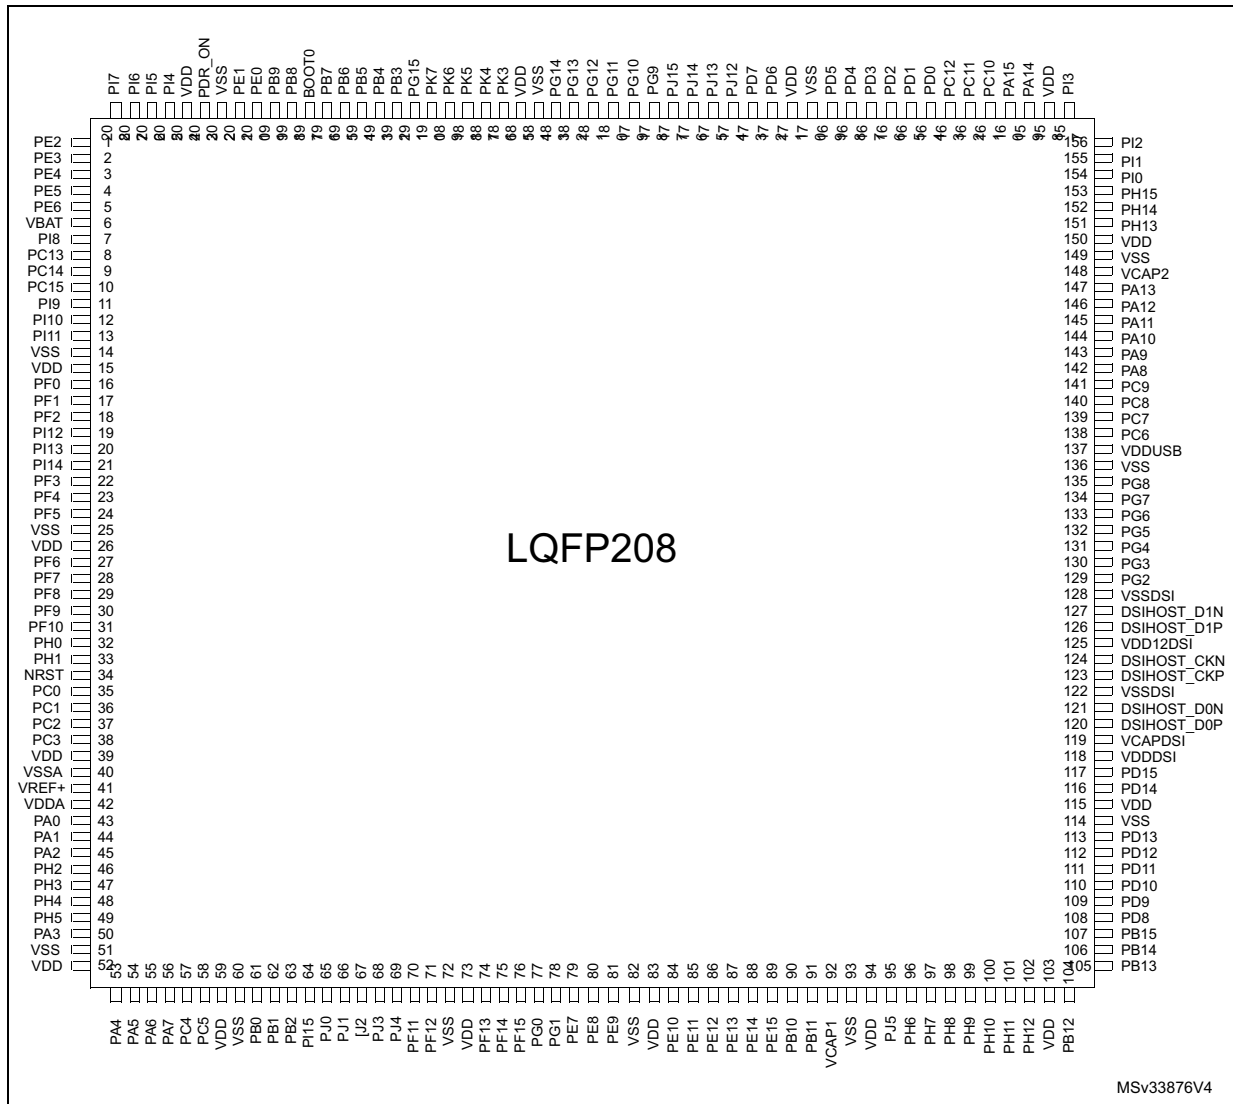 PI7 PI6 PI5 PI4 VDD PDR_ON VSS PE1 PE0 PB9 PB8 BOOT0 PB7 PB6 PB5 PB4 PB3 PG15 PK7 PK6 PK5 PK4 PK3 VDD VSS PG14 PG13 PG12 PG11 PG10 PG9 PJ15 PJ14 PJ13 PJ12 PD7 PD6 VDD VSS PD5 PD4 PD3 PD2 PD1 PD0 PC12 PC11 PC10 PA15 PA14 VDD PI3
PE2 1
PE3 2
PE4 3
PE5 4
PE6 5
VBAT 6
PI8 7
PC13 8
PC14 9
PC15 10
PI9 11
PI10 12
PI11 13
VSS 14
VDD 15
PF0 16
PF1 17
PF2 18
PI12 19
PI13 20
PI14 21
PF3 22
PF4 23
PF5 24
VSS 25
VDD 26
PF6 27
PF7 28
PF8 29
PF9 30
PF10 31
PH0 32
PH1 33
NRST 34
PC0 35
PC1 36
PC2 37
PC3 38
VDD 39
VSSA 40
VREF+ 41
VDDA 42
PA0 43
PA1 44
PA2 45
PH2 46
PH3 47
PH4 48
PH5 49
PA3 50
VSS 51
VDD 52
LQFP208
156 PI2
155 PI1
154 PI0
153 PH15
152 PH14
151 PH13
150 VDD
149 VSS
148 VCAP2
147 PA13
146 PA12
145 PA11
144 PA10
143 PA9
142 PA8
141 PC9
140 PC8
139 PC7
138 PC6
137 VDDUSB
136 VSS
135 PG8
134 PG7
133 PG6
132 PG5
131 PG4
130 PG3
129 PG2
128 VSSDSI
127 DSIHOST_D1N
126 DSIHOST_D1P
125 VDD12DSI
124 DSIHOST_CKN
123 DSIHOST_CKP
122 VSSDSI
121 DSIHOST_D0N
120 DSIHOST_D0P
119 VCAPDSI
118 VDDDSI
117 PD15
116 PD14
115 VDD
114 VSS
113 PD13
112 PD12
111 PD11
110 PD10
109 PD9
108 PD8
107 PB15
106 PB14
105 PB13
53 54 55 56 57 58 59 60 61 62 63 64 65 66 67 68 69 70 71 72 73 74 75 76 77 78 79 80 81 82 83 84 85 86 87 88 89 90 91 92 93 94 95 96 97 98 99 100 101 102 103 104
PA4 PA5 PA6 PA7 PC4 PC5 VDD VSS PB0 PB1 PB2 PI15 PJ0 PJ1 [J2 PJ3 PJ4 PF11 PF12 VSS VDD PF13 PF14 PF15 PG0 PG1 PE7 PE8 PE9 VSS VDD PE10 PE11 PE12 PE13 PE14 PE15 PB10 PB11 VCAP1 VSS VDD PJ5 PH6 PH7 PH8 PH9 PH10 PH11 PH12 VDD PB12
MSv33876V4